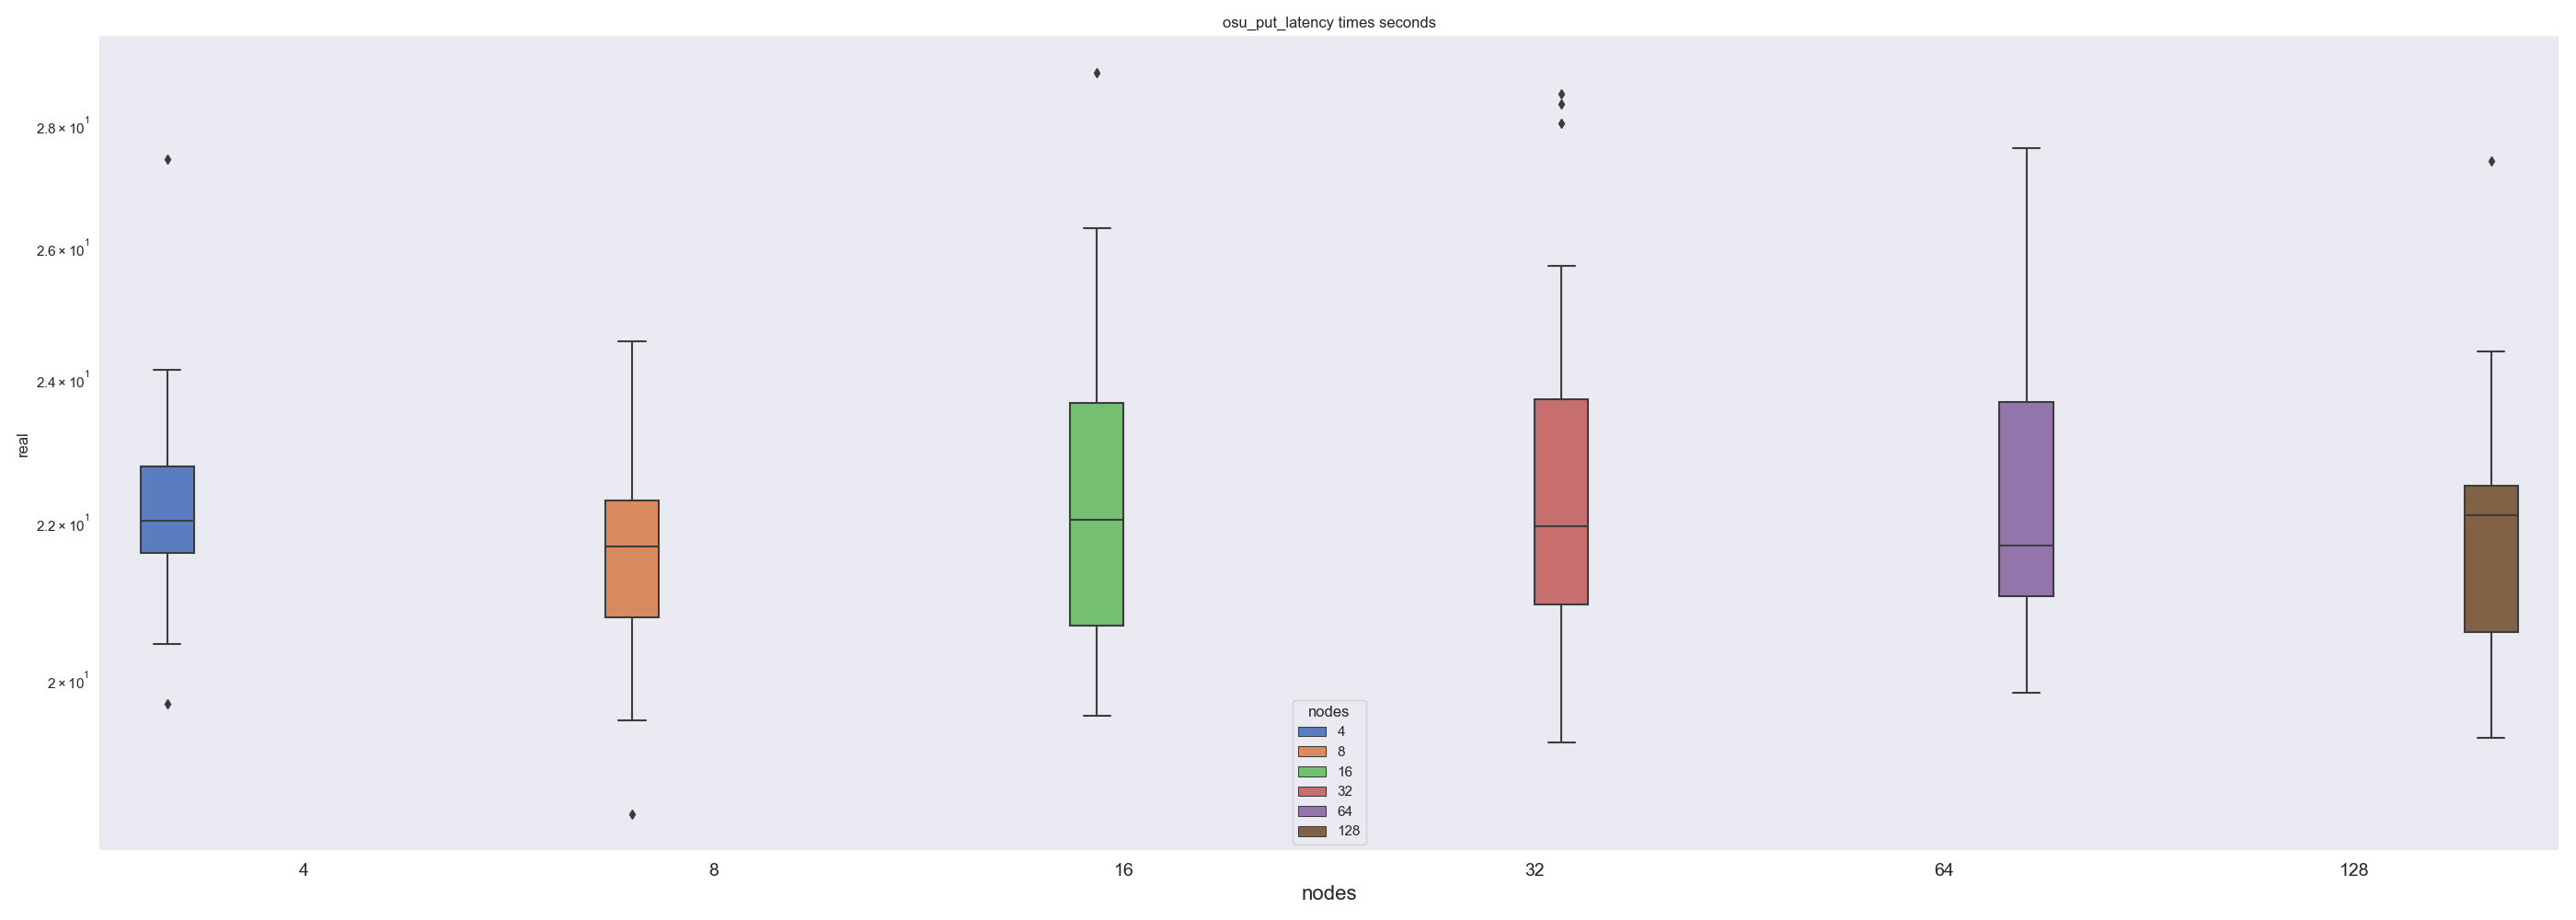 osu_put_latency times seconds
2.8 × 10¹
2.6 × 10¹
2.4 × 10¹
2.2 × 10¹
2 × 10¹
real
nodes
4
8
16
32
64
128
4 8 16 32 64 128
nodes